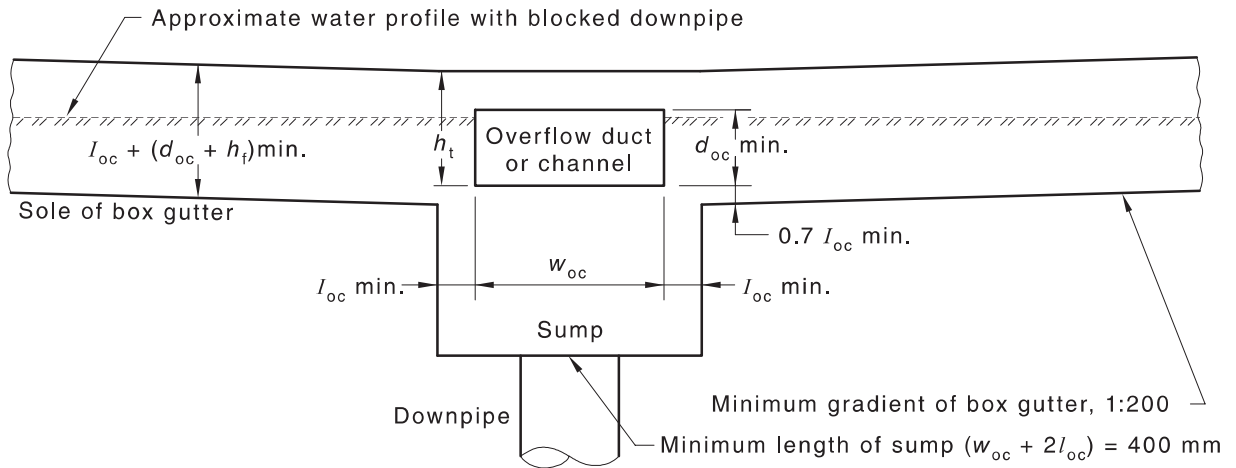 Approximate water profile with blocked downpipe
Overflow duct
or channel
hₜ
d_oc min.
I_oc + (d_oc + h_f)min.
Sole of box gutter
0.7 I_oc min.
w_oc
I_oc min.
I_oc min.
Sump
Minimum gradient of box gutter, 1:200
Downpipe
Minimum length of sump (w_oc + 2l_oc) = 400 mm